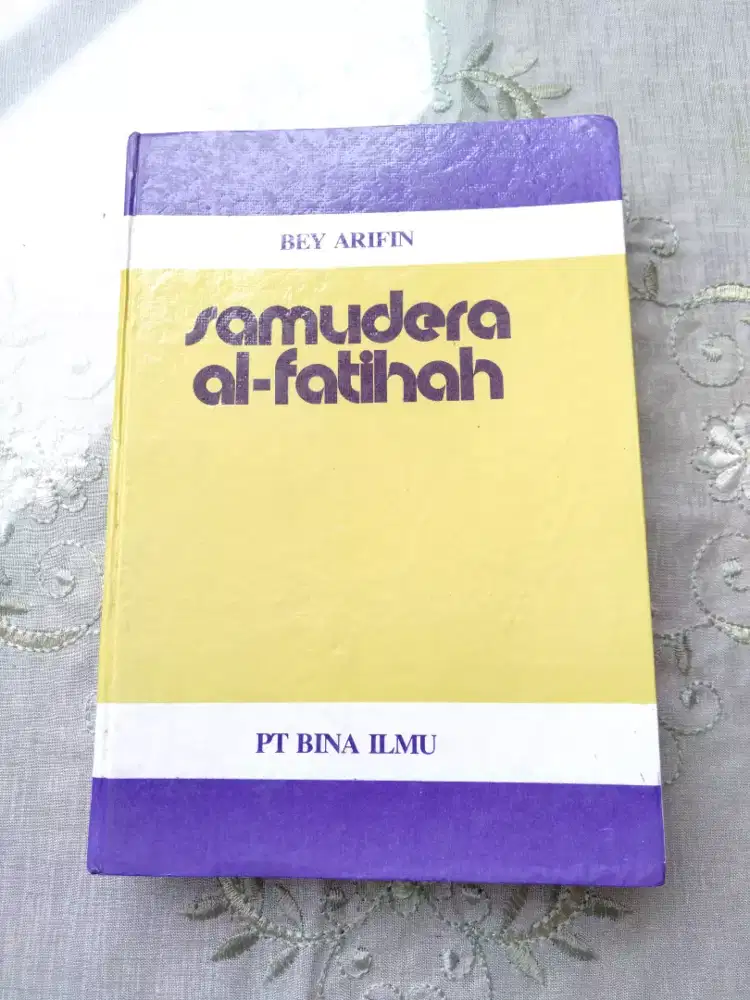 BEY ARIFIN
samudera
al-fatihah
PT BINA ILMU